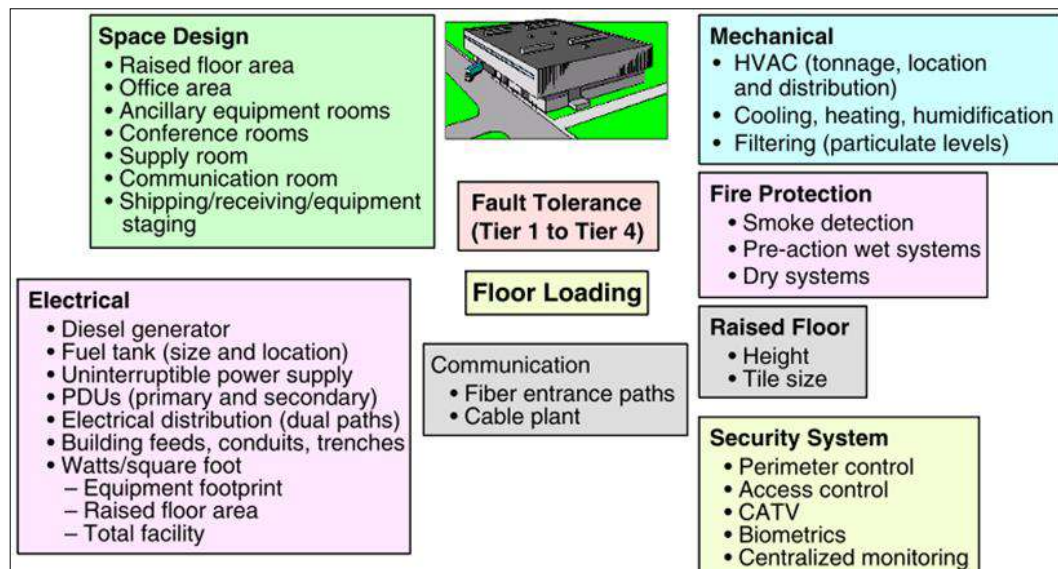 Space Design
• Raised floor area
• Office area
• Ancillary equipment rooms
• Conference rooms
• Supply room
• Communication room
• Shipping/receiving/equipment
staging
Fault Tolerance
(Tier 1 to Tier 4)
Floor Loading
Mechanical
• HVAC (tonnage, location
and distribution)
• Cooling, heating, humidification
• Filtering (particulate levels)
Fire Protection
• Smoke detection
• Pre-action wet systems
• Dry systems
Electrical
• Diesel generator
• Fuel tank (size and location)
• Uninterruptible power supply
• PDUs (primary and secondary)
• Electrical distribution (dual paths)
• Building feeds, conduits, trenches
• Watts/square foot
– Equipment footprint
– Raised floor area
– Total facility
Communication
• Fiber entrance paths
• Cable plant
Raised Floor
• Height
• Tile size
Security System
• Perimeter control
• Access control
• CATV
• Biometrics
• Centralized monitoring